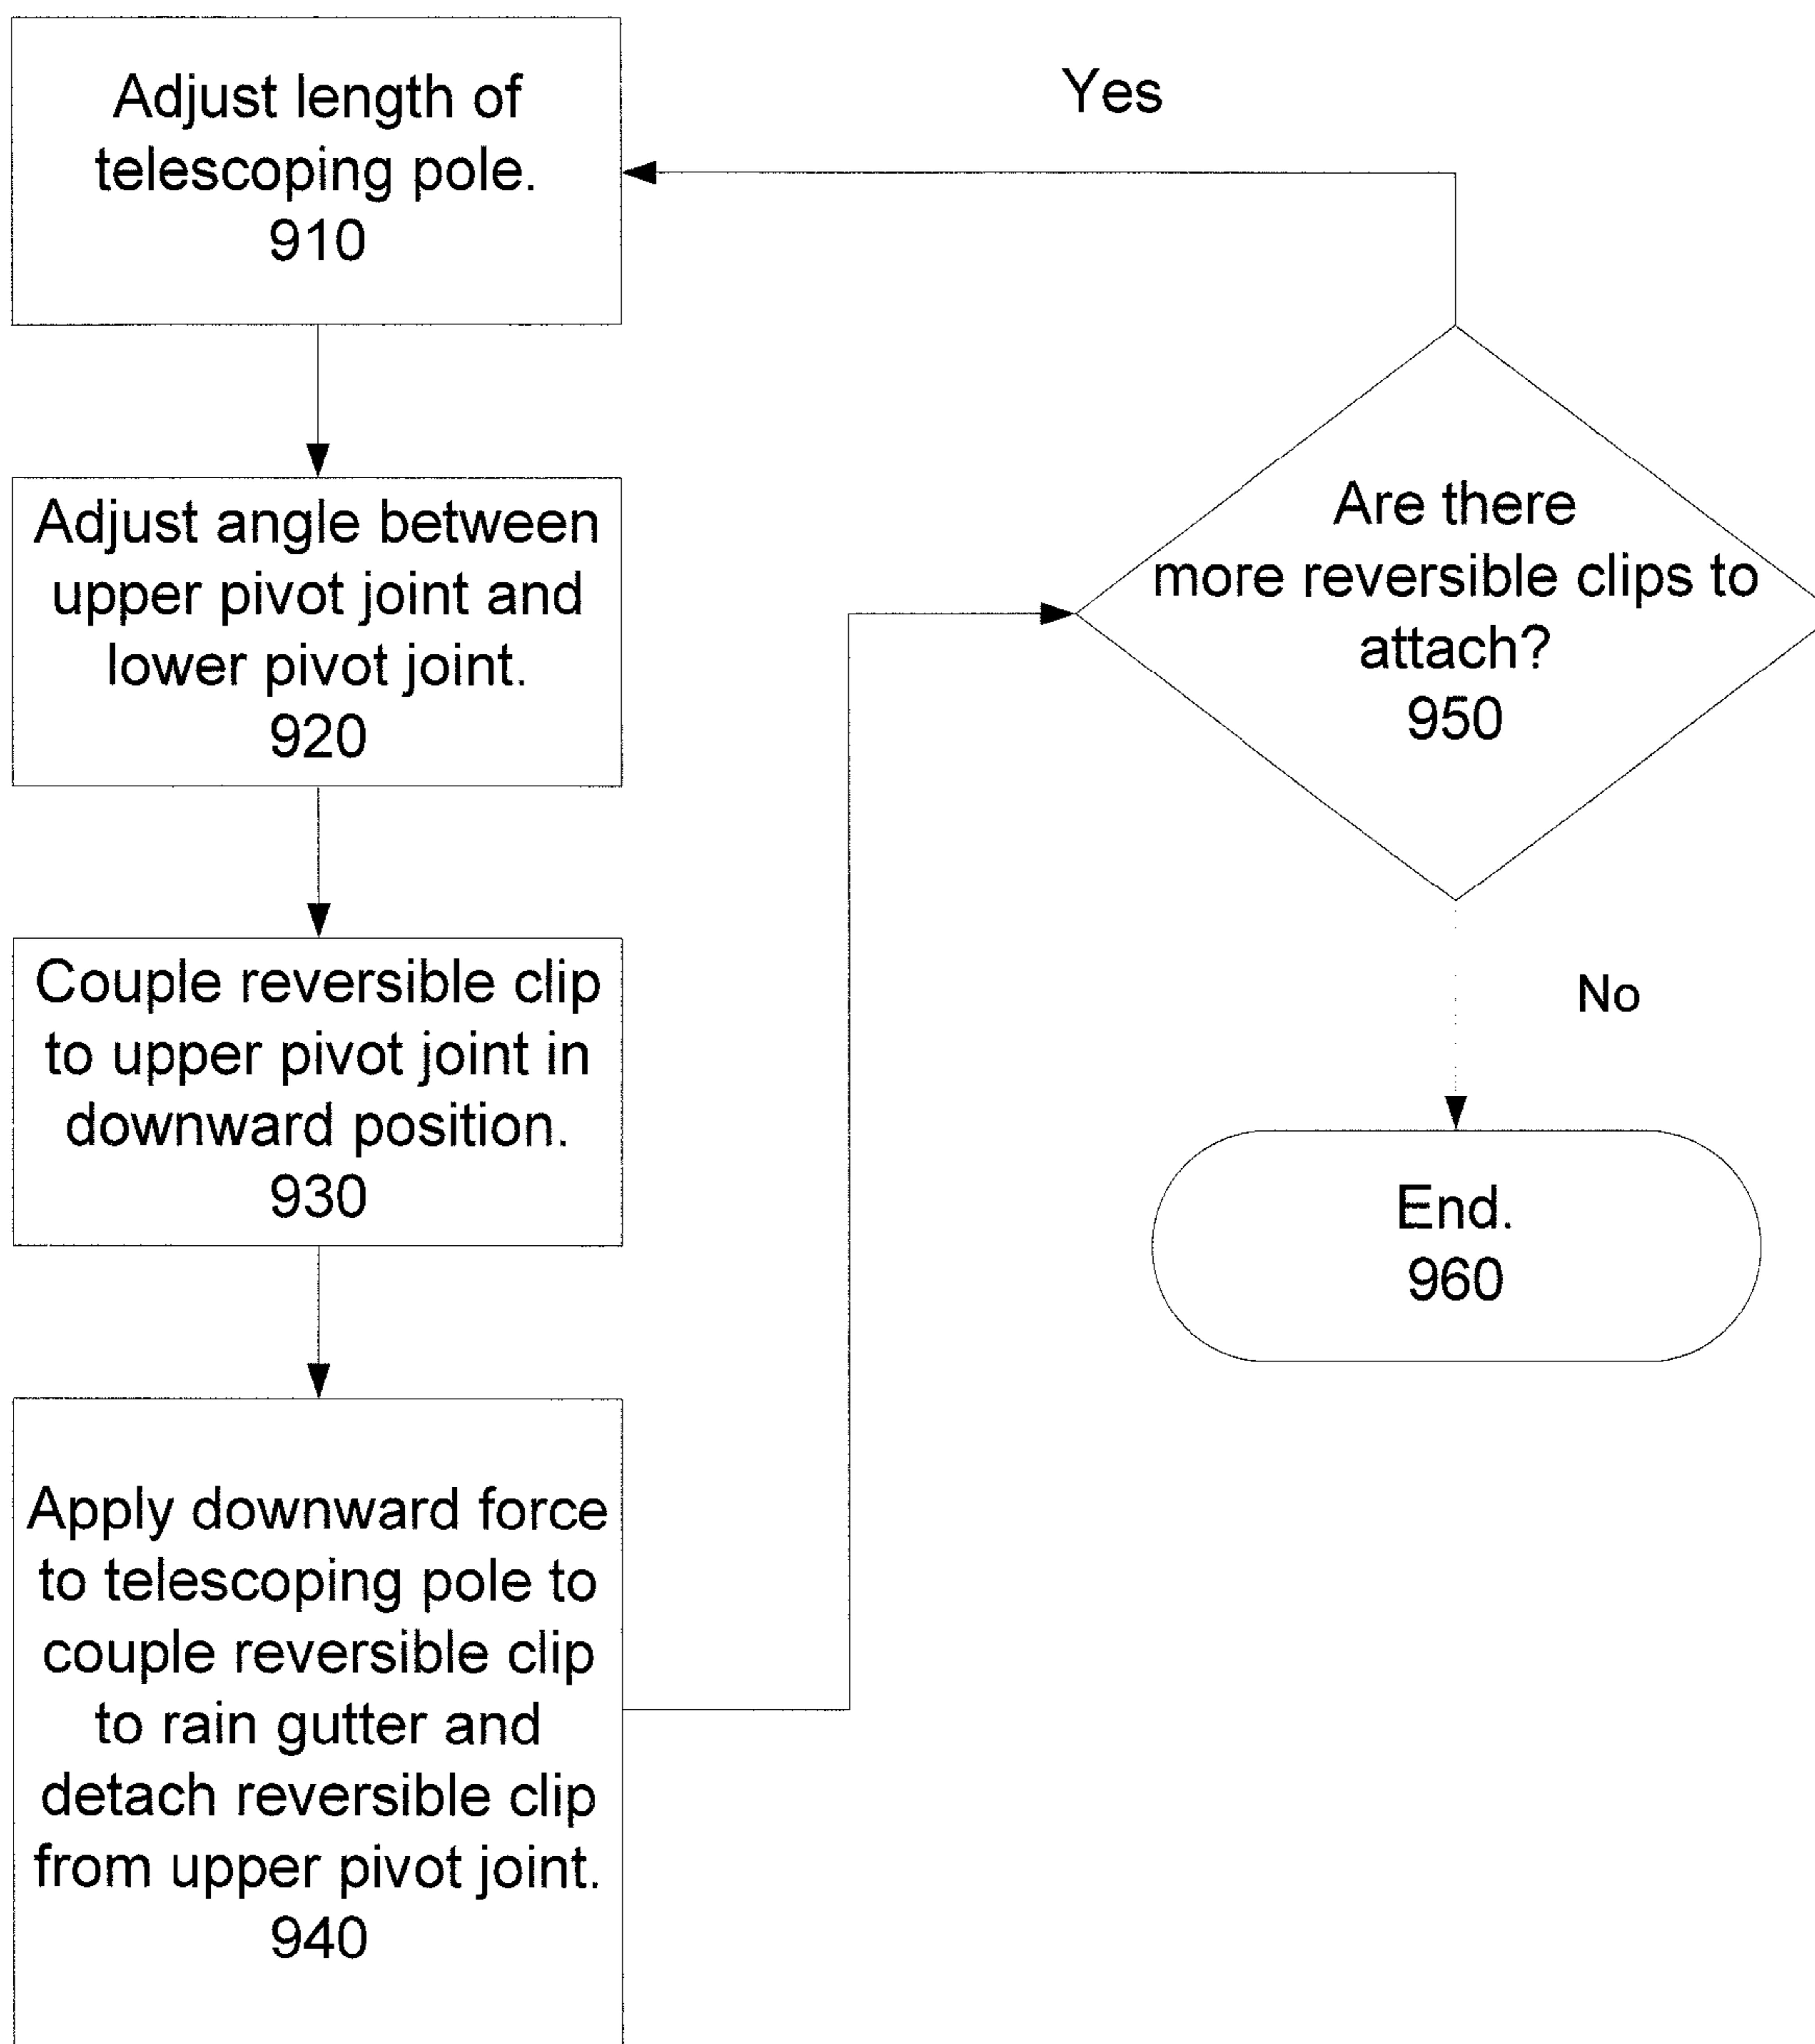 Adjust length of
telescoping pole.
910
Adjust angle between
upper pivot joint and
lower pivot joint.
920
Couple reversible clip
to upper pivot joint in
downward position.
930
Apply downward force
to telescoping pole to
couple reversible clip
to rain gutter and
detach reversible clip
from upper pivot joint.
940
Yes
Are there
more reversible clips to
attach?
950
No
End.
960